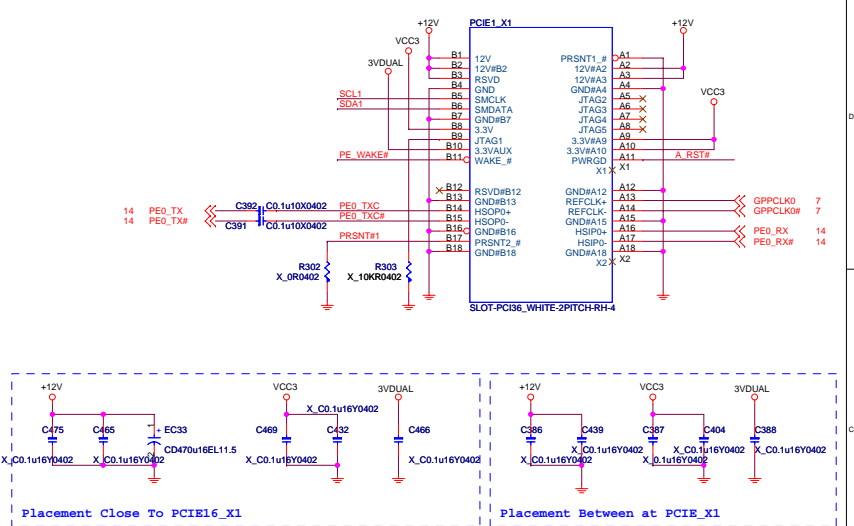 +12V PCIE1_X1 +12V
VCC3
3VDUAL
VCC3
B1 12V PRSNT1_# A1
B2 12V#B2 12V#A2 A2
B3 RSVD 12V#A3 A3
B4 GND GND#A4 A4
SCL1 B5 SMCLK JTAG2 A5
SDA1 B6 SMDATA JTAG3 A6
B7 GND#B7 JTAG4 A7
B8 3.3V JTAG5 A8
B9 JTAG1 3.3V#A9 A9
B10 3.3VAUX 3.3V#A10 A10
PE_WAKE# B11 WAKE_# PWRGD A11 A_RST#
X1 X1
B12 RSVD#B12 GND#A12 A12
B13 GND#B13 REFCLK+ A13 GPPCLK0 7
14 PE0_TX C392 C0.1u10X0402 PE0_TXC B14 HSOP0+ REFCLK- A14 GPPCLK0# 7
14 PE0_TX# C391 C0.1u10X0402 PE0_TXC# B15 HSOP0- GND#A15 A15
B16 GND#B16 HSIP0+ A16 PE0_RX 14
PRSNT#1 B17 PRSNT2_# HSIP0- A17 PE0_RX# 14
B18 GND#B18 GND#A18 A18
X2 X2
R302 R303
X_0R0402 X_10KR0402
SLOT-PCI36_WHITE-2PITCH-RH-4
D
+12V VCC3 3VDUAL +12V VCC3 3VDUAL
X_C0.1u16Y0402
1
C475 C465 + EC33 C469 C432 C466 C386 C439 C387 C404 C388
CD470u16EL11.5 X_C0.1u16Y0402 X_C0.1u16Y0402 X_C0.1u16Y0402
2
X_C0.1u16Y0402 X_C0.1u16Y0402 X_C0.1u16Y0402 X_C0.1u16Y0402 X_C0.1u16Y0402 X_C0.1u16Y0402
C
Placement Close To PCIE16_X1 Placement Between at PCIE_X1